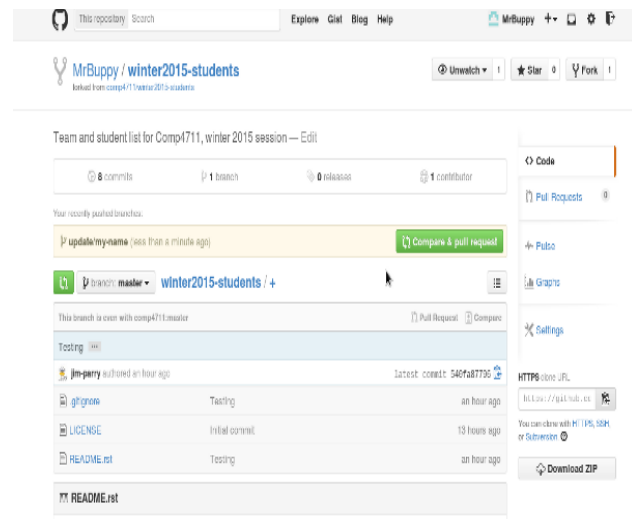 This repository Search Explore Gist Blog Help MrBuppy
MrBuppy / winter2015-students Unwatch 1 Star 0 Fork 1
forked from comp4711/winter2015-students
Team and student list for Comp4711, winter 2015 session — Edit
<> Code
8 commits 1 branch 0 releases 1 contributor
Pull Requests 0
Your recently pushed branches:
update/my-name (less than a minute ago) Compare & pull request
Pulse
branch: master winter2015-students / +
Graphs
This branch is even with comp4711:master Pull Request Compare
Settings
Testing ...
jim-parry authored an hour ago latest commit 540fa87796
HTTPS clone URL
.gitignore Testing an hour ago
https://github.cc
LICENSE Initial commit 13 hours ago
You can clone with HTTPS, SSH,
or Subversion.
README.rst Testing an hour ago
Download ZIP
README.rst